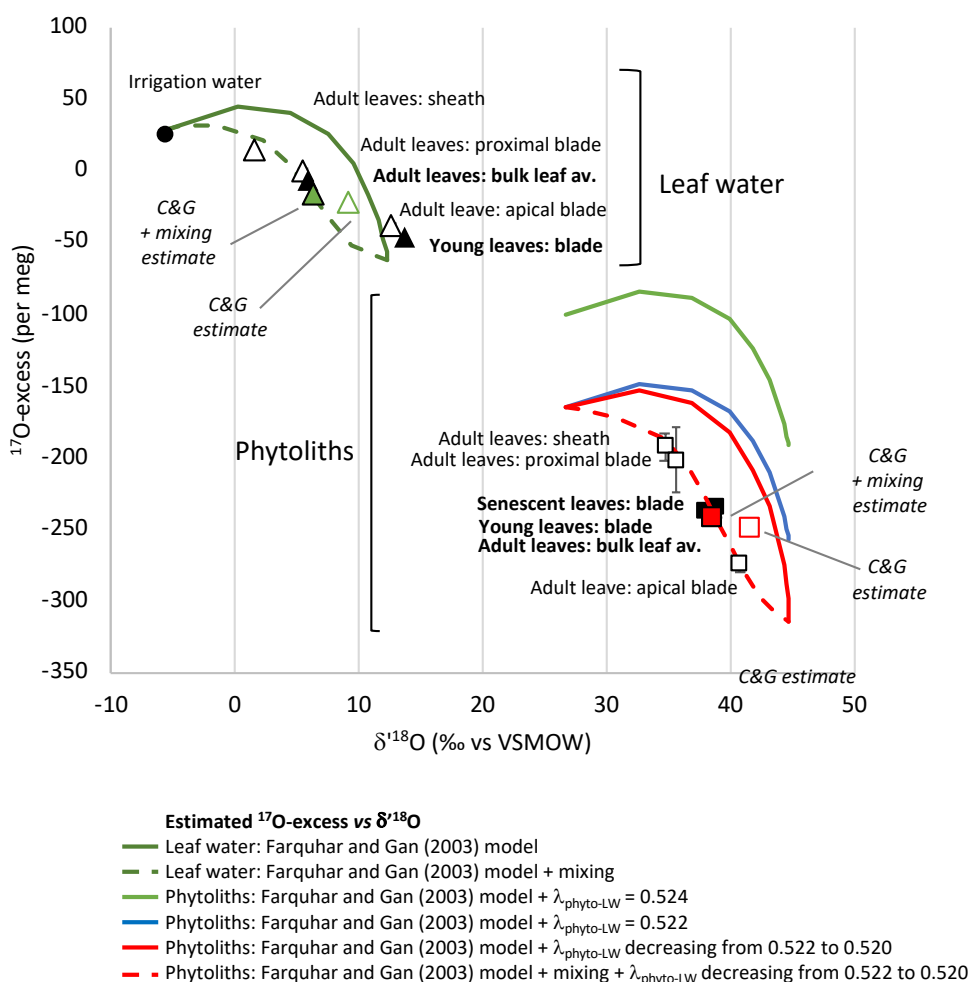 100
50
0
-50
-100
-150
-200
-250
-300
-350
17O-excess (per meg)
Irrigation water
Adult leaves: sheath
Adult leaves: proximal blade
Adult leaves: bulk leaf av.
Adult leave: apical blade
Young leaves: blade
Leaf water
C&G
+ mixing
estimate
C&G
estimate
Phytoliths
Adult leaves: sheath
Adult leaves: proximal blade
Senescent leaves: blade
Young leaves: blade
Adult leaves: bulk leaf av.
Adult leave: apical blade
C&G
+ mixing
estimate
C&G
estimate
C&G estimate
-10 0 10 20 30 40 50
δ'18O (‰ vs VSMOW)
Estimated 17O-excess vs δ'18O
Leaf water: Farquhar and Gan (2003) model
Leaf water: Farquhar and Gan (2003) model + mixing
Phytoliths: Farquhar and Gan (2003) model + λphyto-LW = 0.524
Phytoliths: Farquhar and Gan (2003) model + λphyto-LW = 0.522
Phytoliths: Farquhar and Gan (2003) model + λphyto-LW decreasing from 0.522 to 0.520
Phytoliths: Farquhar and Gan (2003) model + mixing + λphyto-LW decreasing from 0.522 to 0.520